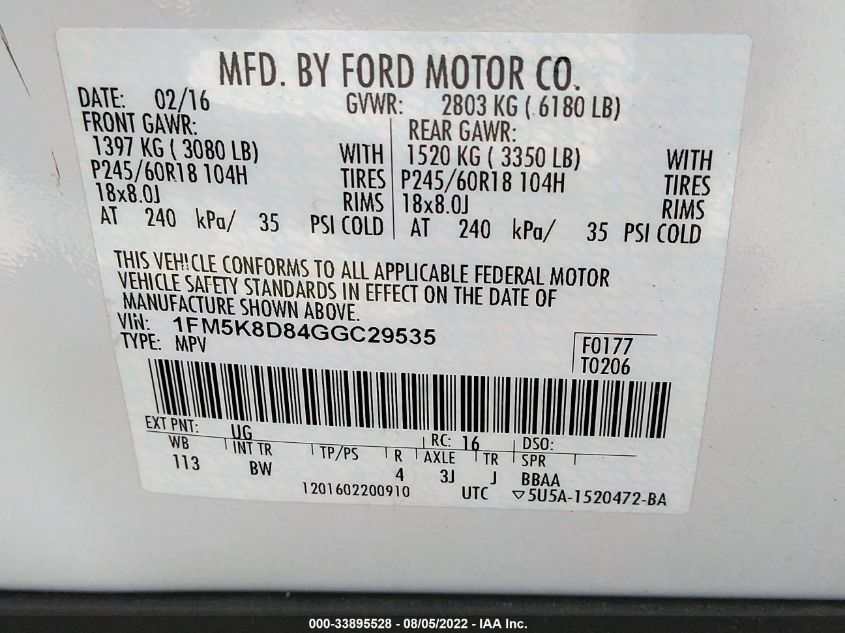 MFD. BY FORD MOTOR CO.
DATE: 02/16 GVWR: 2803 KG ( 6180 LB)
FRONT GAWR: REAR GAWR:
1397 KG ( 3080 LB) WITH 1520 KG ( 3350 LB) WITH
P245/60R18 104H TIRES P245/60R18 104H TIRES
18x8.0J RIMS 18x8.0J RIMS
AT 240 kPa/ 35 PSI COLD AT 240 kPa/ 35 PSI COLD
THIS VEHICLE CONFORMS TO ALL APPLICABLE FEDERAL MOTOR
VEHICLE SAFETY STANDARDS IN EFFECT ON THE DATE OF
MANUFACTURE SHOWN ABOVE.
VIN: 1FM5K8D84GGC29535
TYPE: MPV
F0177
T0206
EXT PNT: UG RC: 16 DSO:
WB INT TR TP/PS R AXLE TR SPR
113 BW 4 3J J BBAA
1201602200910 UTC ▽5U5A-1520472-BA
000-33895528 - 08/05/2022 - IAA Inc.